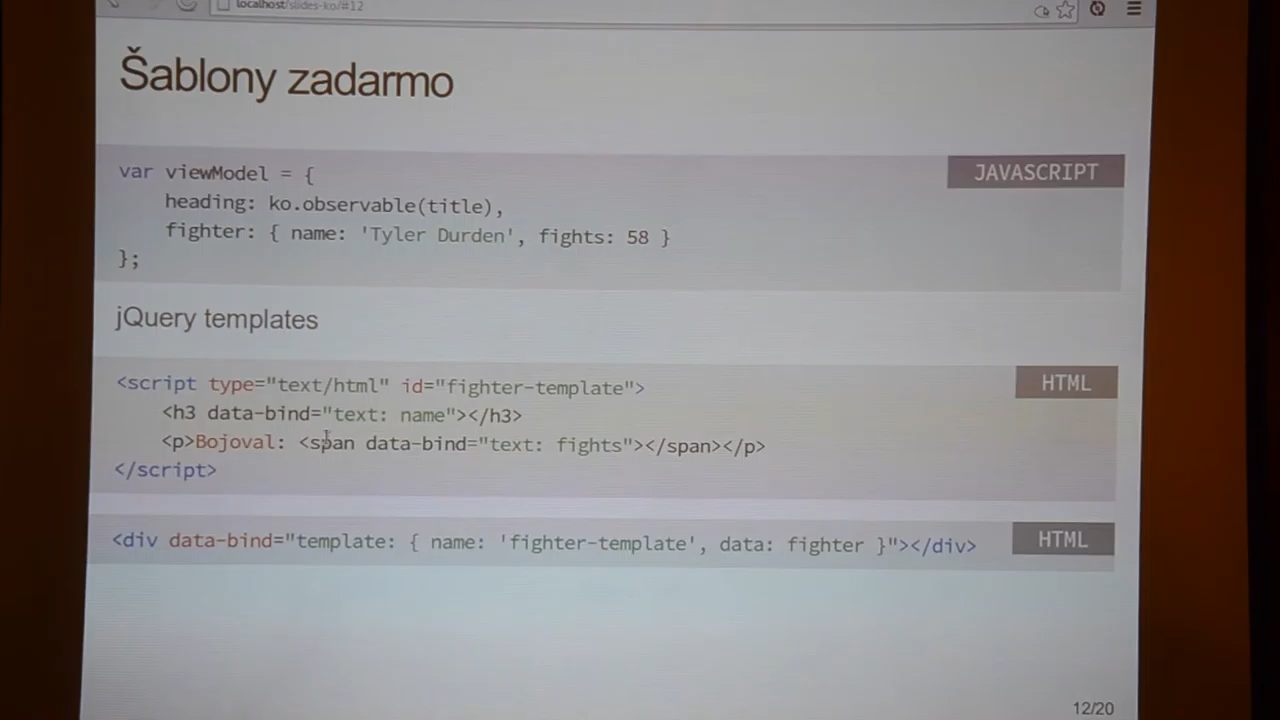 localhost/slides-ko/#12
Šablony zadarmo
JAVASCRIPT
var viewModel = {
heading: ko.observable(title),
fighter: { name: 'Tyler Durden', fights: 58 }
};
jQuery templates
HTML
<script type="text/html" id="fighter-template">
<h3 data-bind="text: name"></h3>
<p>Bojoval: <span data-bind="text: fights"></span></p>
</script>
HTML
<div data-bind="template: { name: 'fighter-template', data: fighter }"></div>
12/20